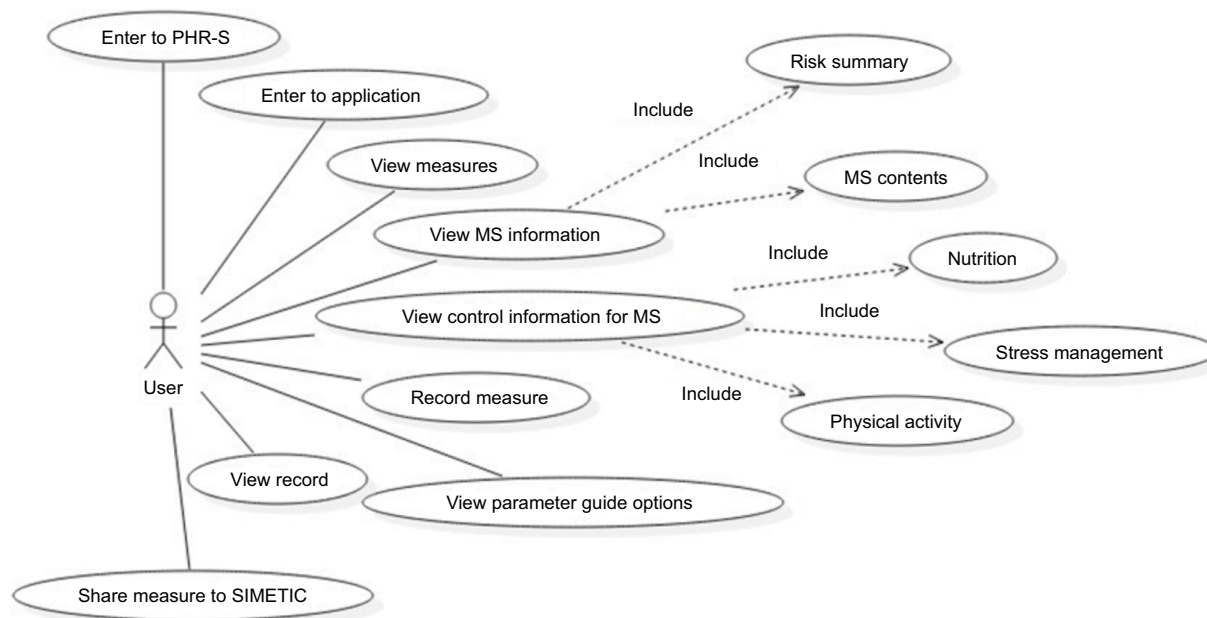 Enter to PHR-S
Risk summary
Enter to application
Include
View measures
Include
MS contents
View MS information
Include
Nutrition
View control information for MS
Include
Stress management
User
Record measure
Include
Physical activity
View record
View parameter guide options
Share measure to SIMETIC